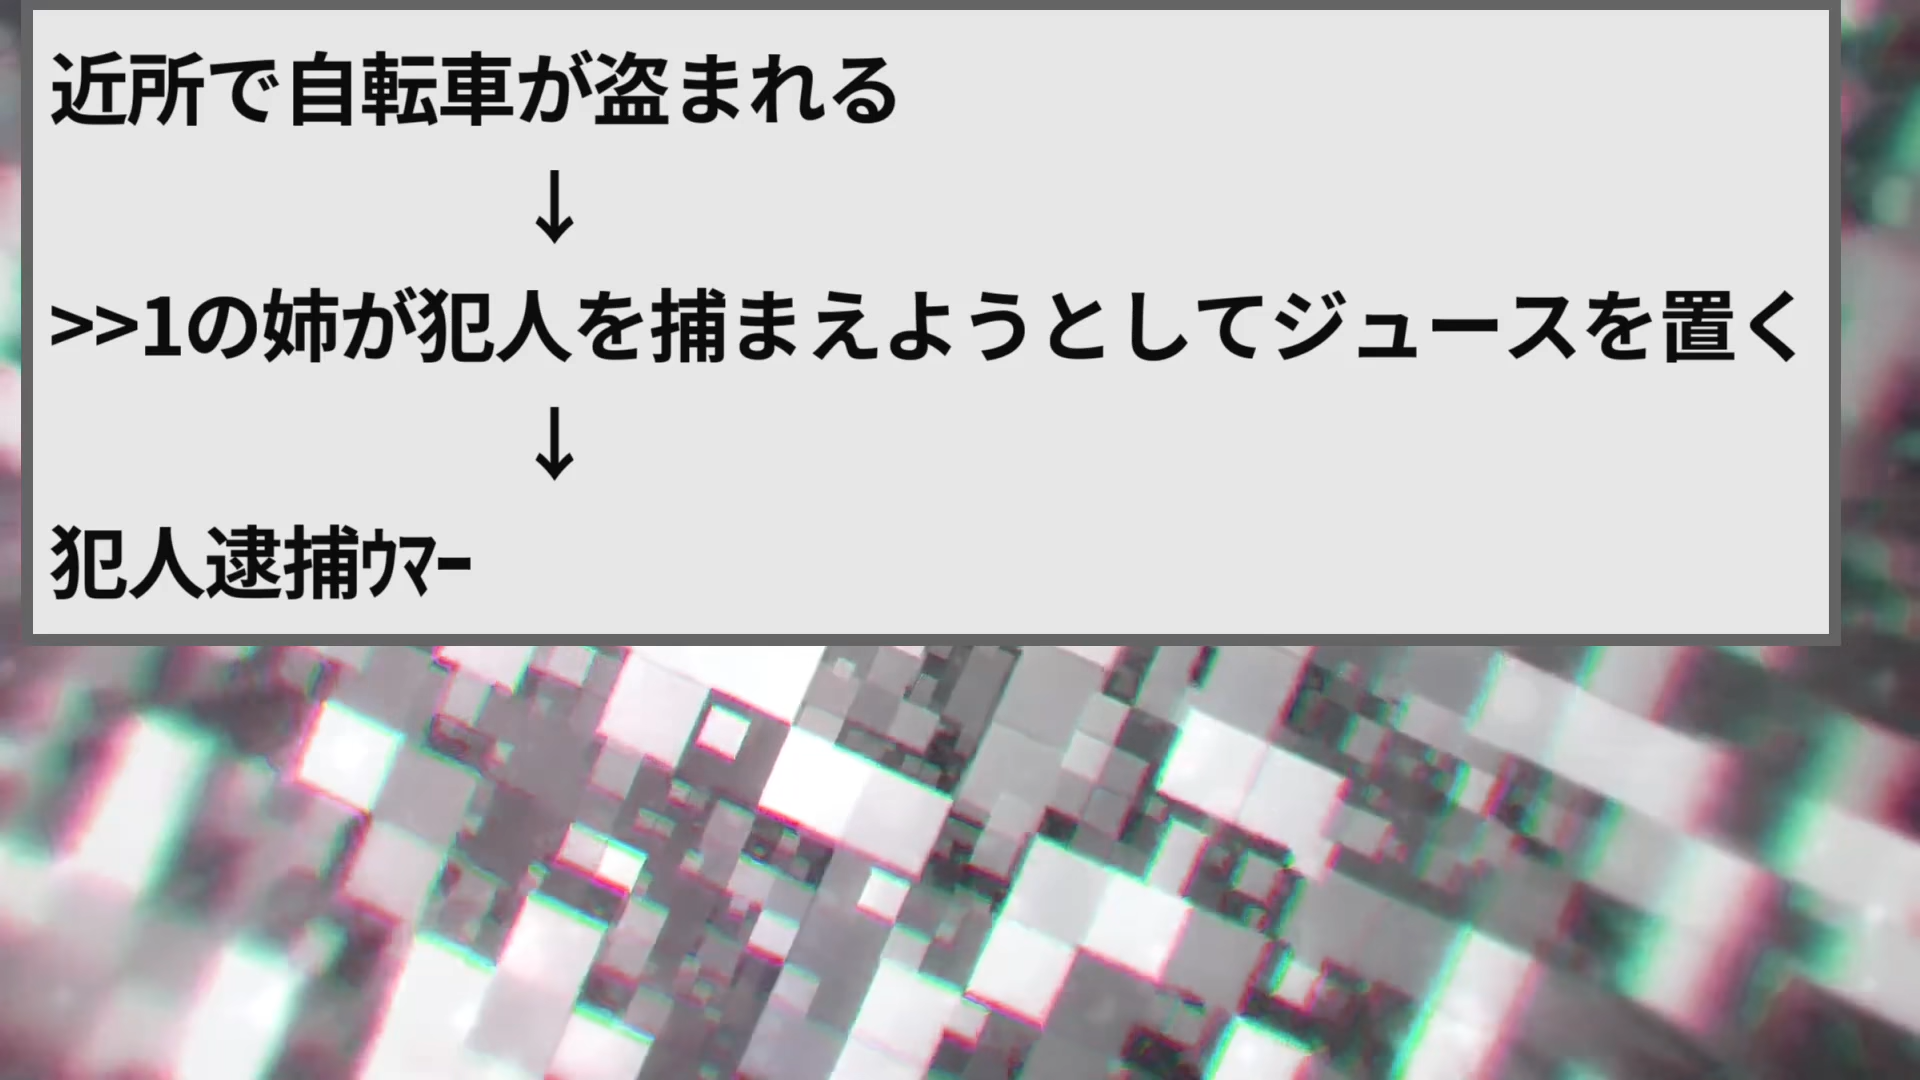 近所で自転車が盗まれる
↓
>>1の姉が犯人を捕まえようとしてジュースを置く
↓
犯人逮捕ｳﾏｰ